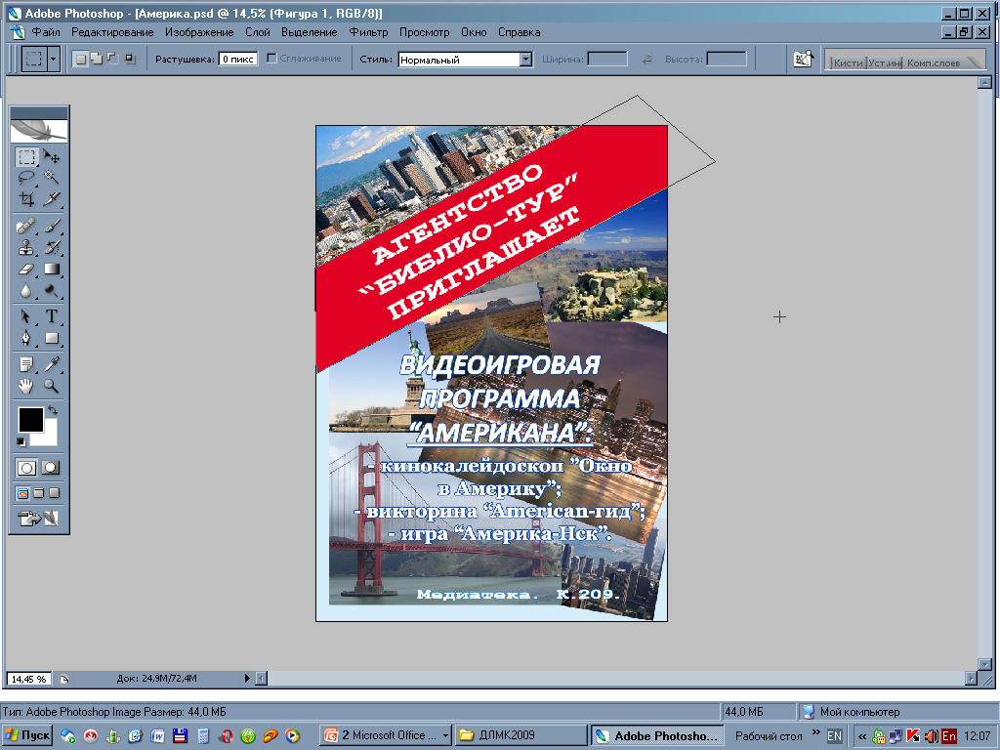 Adobe Photoshop - [Америка.psd @ 14,5% (Фигура 1, RGB/8)]
Файл Редактирование Изображение Слой Выделение Фильтр Просмотр Окно Справка
Растушевка: 0 пикс Сглаживание Стиль: Нормальный Ширина: Высота: Кисти Уст.ин Комп.слоев
АГЕНТСТВО
“БИБЛИО-ТУР”
ПРИГЛАШАЕТ
ВИДЕОИГРОВАЯ
ПРОГРАММА
“АМЕРИКАНА”:
- кинокалейдоскоп ”Окно
в Америку”;
- викторина “American-гид”;
- игра “Америка-Нск”.
Медиатека. К.209.
14,45 % Док: 24,9M/72,4M
Тип: Adobe Photoshop Image Размер: 44,0 МБ 44,0 МБ Мой компьютер
Пуск 2 Microsoft Office ... ДЛМК2009 Adobe Photosho... Рабочий стол » EN « En 12:07